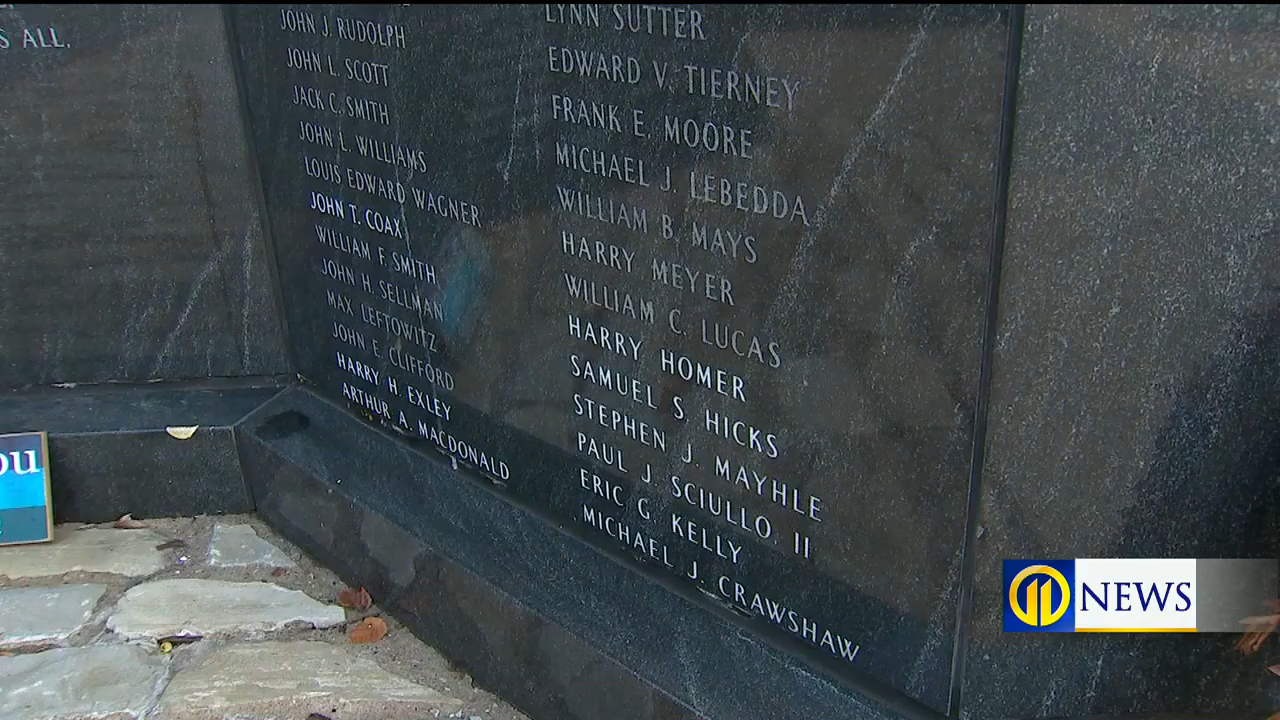 S ALL.
JOHN J. RUDOLPH
JOHN L. SCOTT
JACK C. SMITH
JOHN L. WILLIAMS
LOUIS EDWARD WAGNER
JOHN T. COAX
WILLIAM F. SMITH
JOHN H. SELLMAN
MAX LEFTOWITZ
JOHN E. CLIFFORD
HARRY H. EXLEY
ARTHUR A. MACDONALD
LYNN SUTTER
EDWARD V. TIERNEY
FRANK E. MOORE
MICHAEL J. LEBEDDA
WILLIAM B. MAYS
HARRY MEYER
WILLIAM C. LUCAS
HARRY HOMER
SAMUEL S. HICKS
STEPHEN J. MAYHLE
PAUL J. SCIULLO II
ERIC G. KELLY
MICHAEL J. CRAWSHAW
ou
11 NEWS